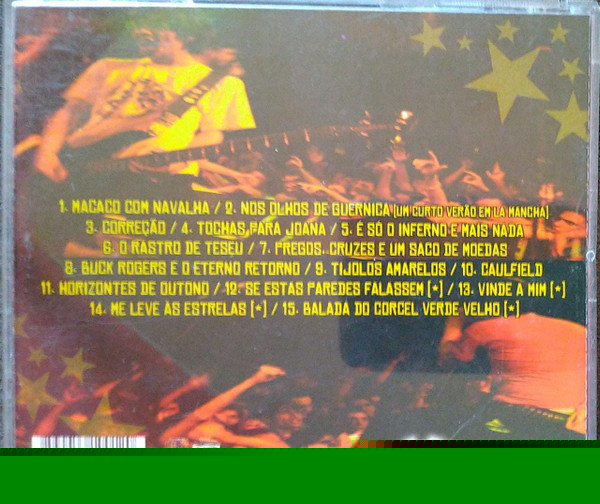 1. MACACO COM NAVALHA / 2. NOS OLHOS DE GUERNICA (UM CURTO VERÃO EM LA MANCHA)
3. CORREÇÃO / 4. TOCHAS PARA JOANA / 5. É SÓ O INFERNO E MAIS NADA
6. O RASTRO DE TESEU / 7. PREGOS, CRUZES E UM SACO DE MOEDAS
8. BUCK ROGERS E O ETERNO RETORNO / 9. TIJOLOS AMARELOS / 10. CAULFIELD
11. HORIZONTES DE OUTONO / 12. SE ESTAS PAREDES FALASSEM [*] / 13. VINDE A MIM [*]
14. ME LEVE ÀS ESTRELAS [*] / 15. BALADA DO CORCEL VERDE VELHO [*]